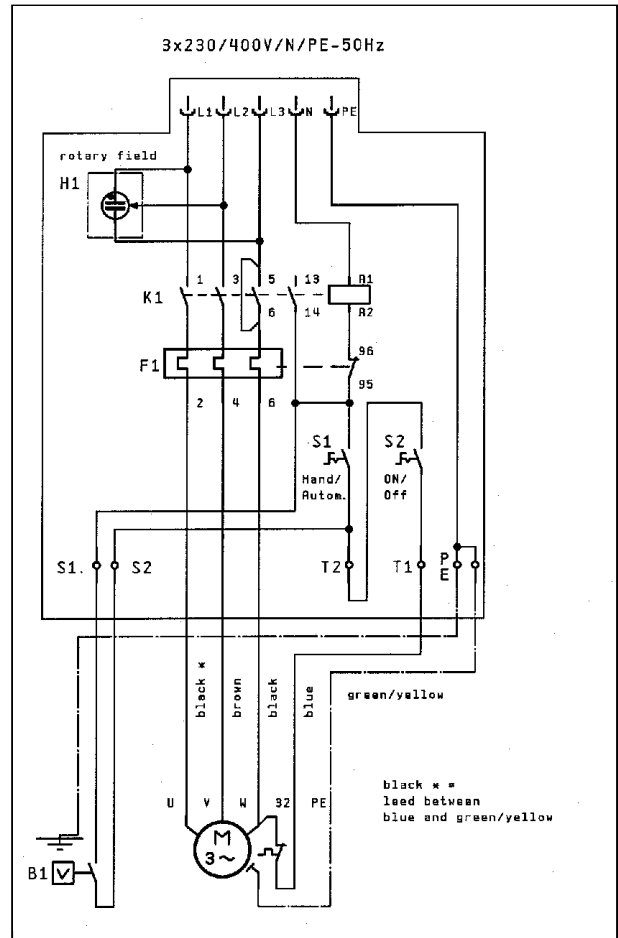 3x230/400V/N/PE-50Hz
L1 L2 L3 N PE
rotary field
H1
1 3 5 13 A1
K1
6 14 A2
96
F1
95
2 4 6
S1 S2
Hand/ ON/
Autom. Off
S1. S2 T2 T1 P
E
black *
brown
black
blue
green/yellow
U V W 32 PE
black * =
leed between
blue and green/yellow
M
3~
B1